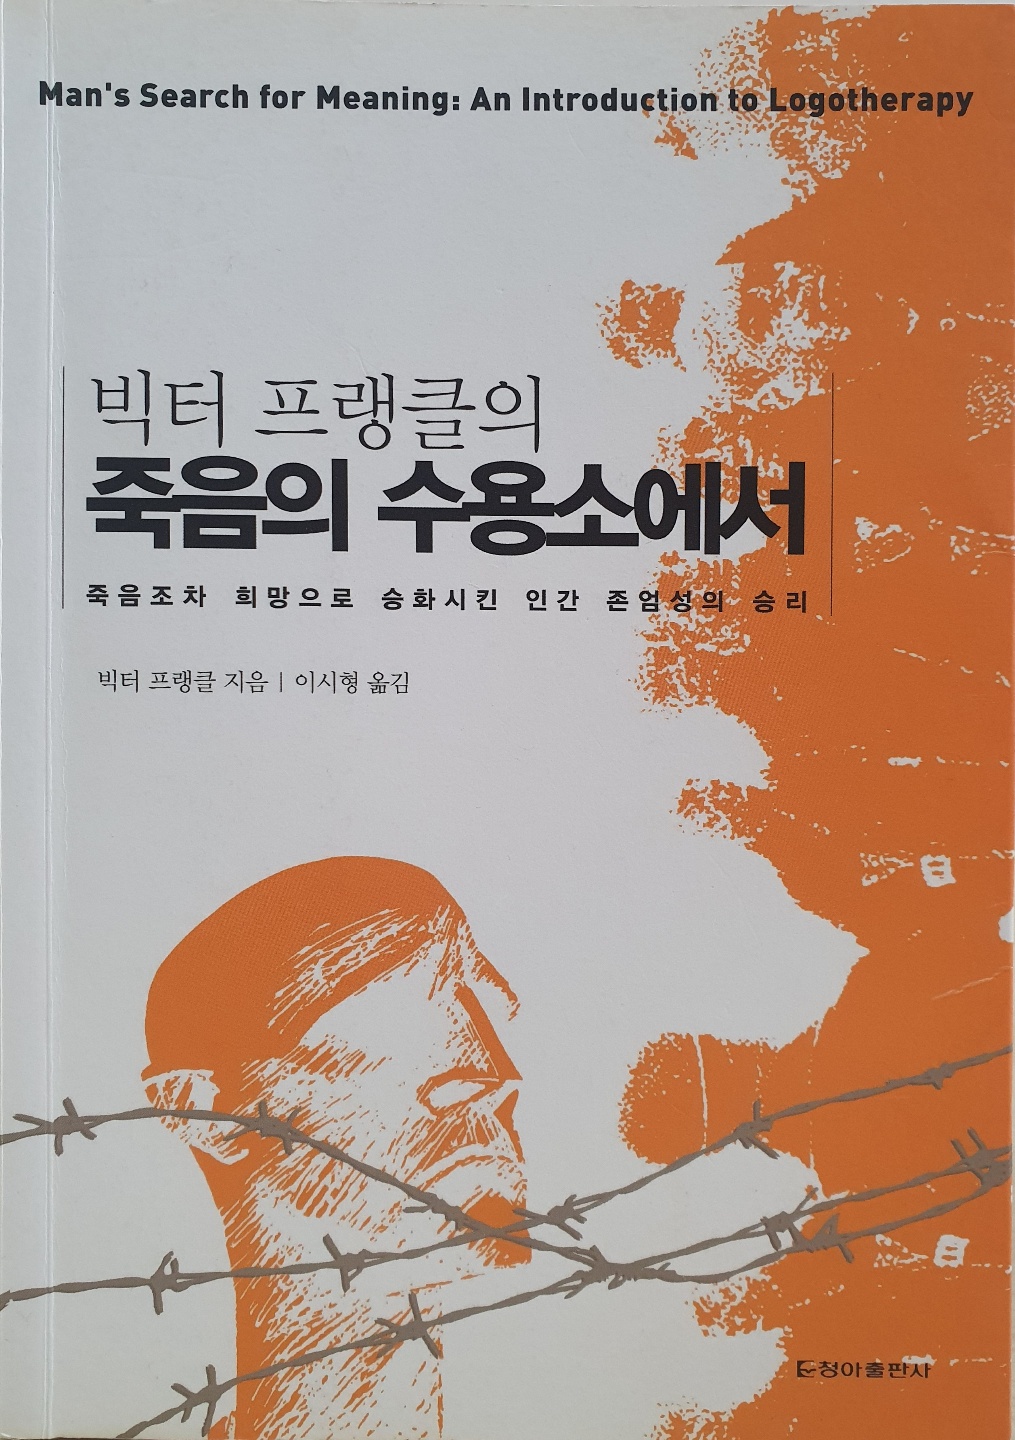 Man's Search for Meaning: An Introduction to Logotherapy
빅터 프랭클의
죽음의 수용소에서
죽음조차 희망으로 승화시킨 인간 존엄성의 승리
빅터 프랭클 지음 | 이시형 옮김
청아출판사